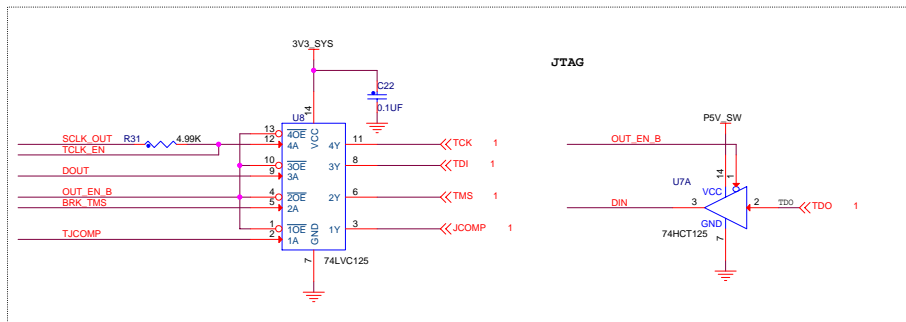 3V3_SYS
JTAG
C22
0.1UF
U8
14
VCC
P5V_SW
SCLK_OUT R31 4.99K 13 4OE
12 4A 4Y 11 TCK 1
TCLK_EN
OUT_EN_B
10 3OE 3Y 8 TDI 1
DOUT 9 3A
14 1
U7A
VCC
OUT_EN_B 4 2OE
BRK_TMS 5 2A 2Y 6 TMS 1
DIN 3 2 TDO TDO 1
GND
1 1OE 1Y 3 JCOMP 1
TJCOMP 2 1A GND
74HCT125
7
7 74LVC125